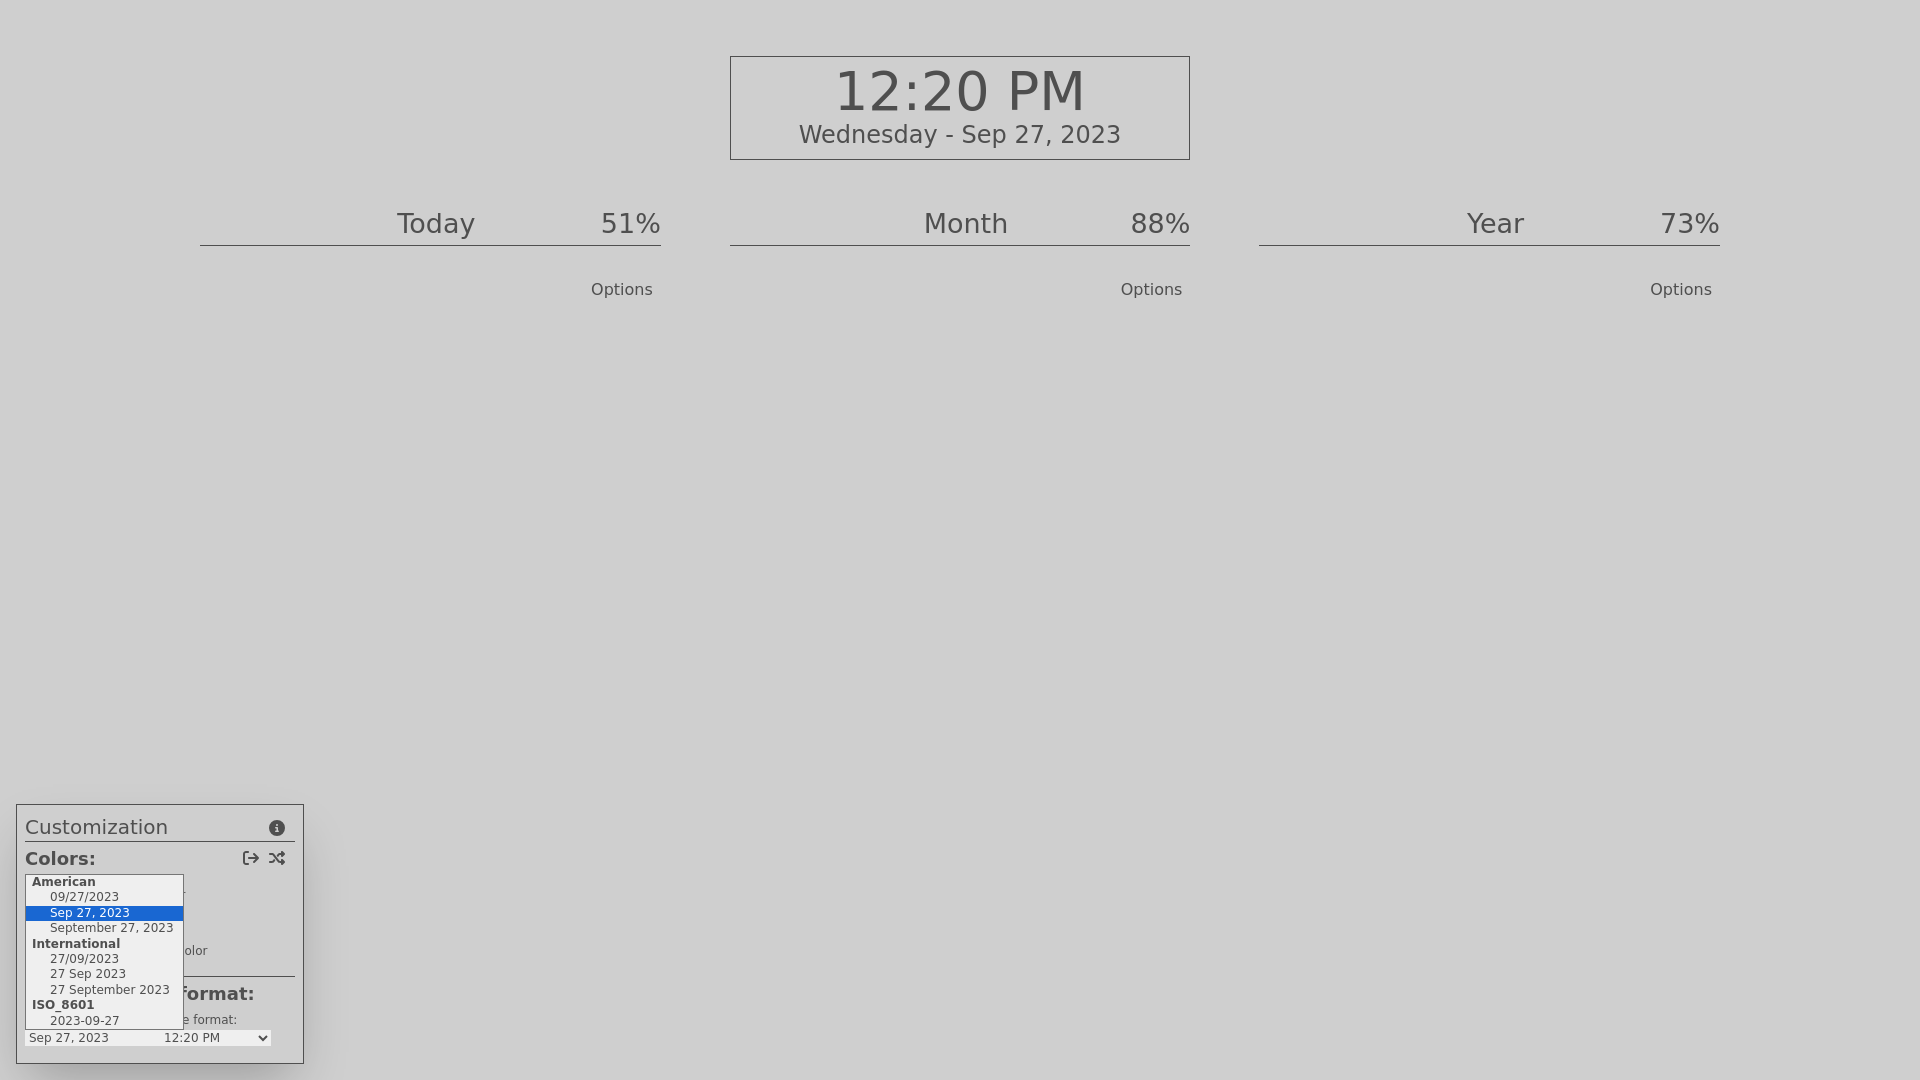 12:20 PM
Wednesday - Sep 27, 2023
Today 51%
Month 88%
Year 73%
Options
Options
Options
Customization
Colors:
American
09/27/2023
Sep 27, 2023
September 27, 2023
International
27/09/2023
olor
27 Sep 2023
27 September 2023
format:
ISO_8601
2023-09-27
e format:
Sep 27, 2023
12:20 PM